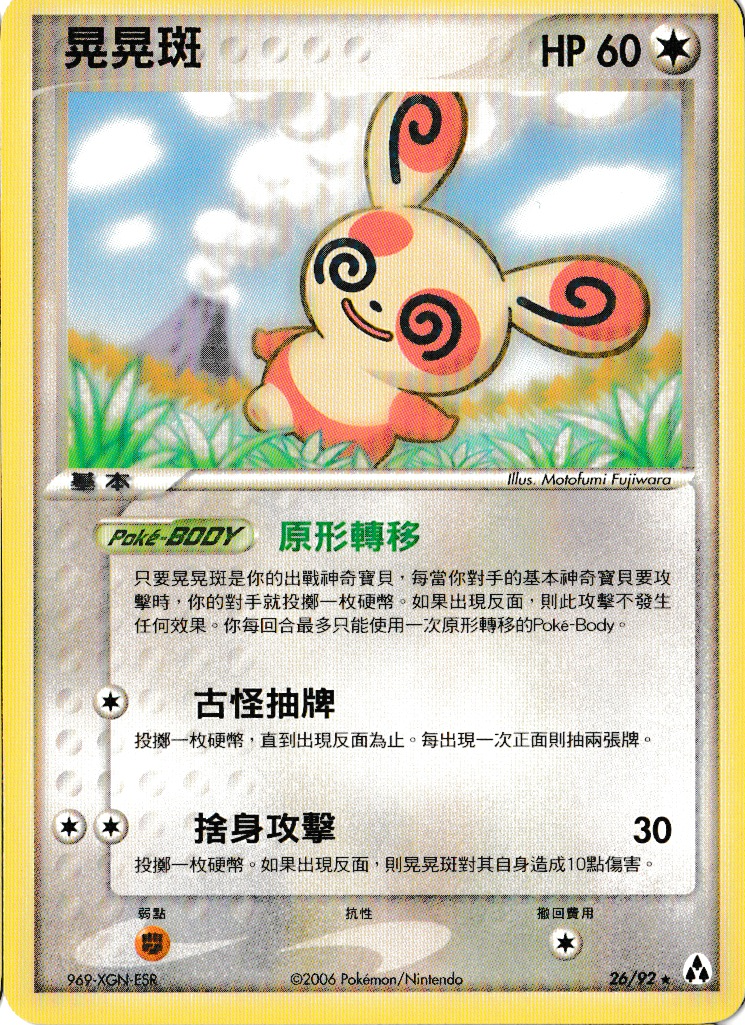 晃晃斑 HP 60
基本 Illus. Motofumi Fujiwara
Poké-BODY 原形轉移
只要晃晃斑是你的出戰神奇寶貝，每當你對手的基本神奇寶貝要攻
擊時，你的對手就投擲一枚硬幣。如果出現反面，則此攻擊不發生
任何效果。你每回合最多只能使用一次原形轉移的Poké-Body。
古怪抽牌
投擲一枚硬幣，直到出現反面為止。每出現一次正面則抽兩張牌。
捨身攻擊 30
投擲一枚硬幣。如果出現反面，則晃晃斑對其自身造成10點傷害。
弱點 抗性 撤回費用
969-XGN-ESR ©2006 Pokémon/Nintendo 26/92 ★